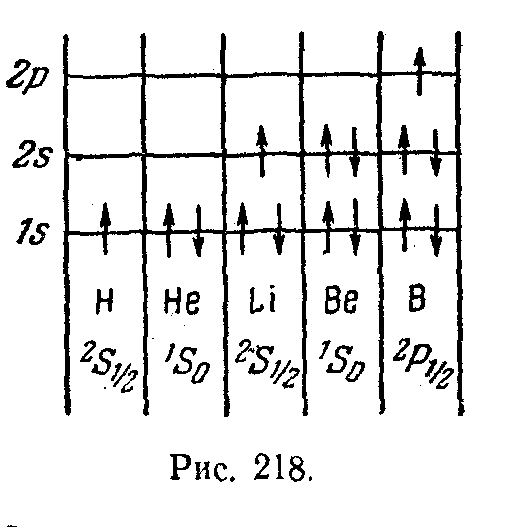 2p
2s
1s
H He Li Be B
²S₁/₂ ¹S₀ ²S₁/₂ ¹S₀ ²P₁/₂
Рис. 218.